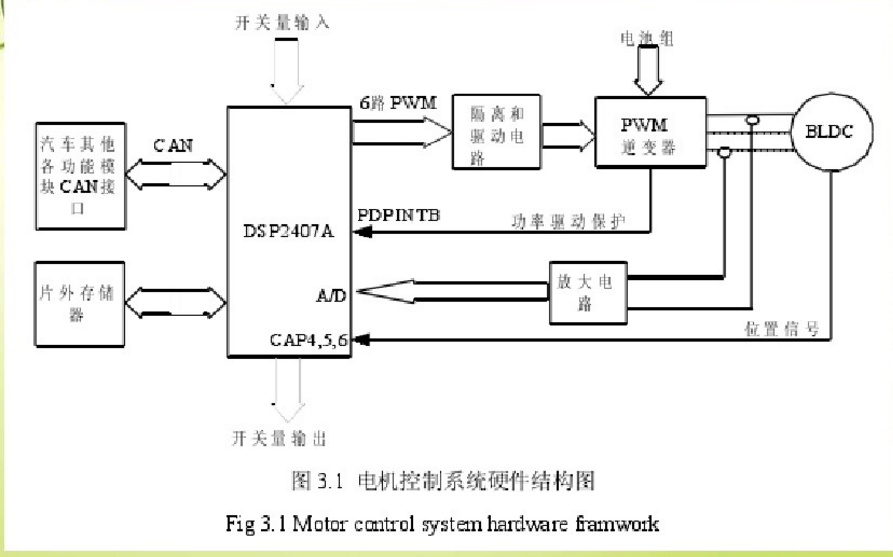 开关量输入
电池组
6路 PWM
隔离和
驱动电
路
PWM
逆变器
BLDC
汽车其他
各功能模
块CAN接
口
CAN
DSP2407A
PDPINTB
功率驱动保护
片外存储
器
A/D
放大电
路
CAP4,5,6
位置信号
开关量输出
图 3.1 电机控制系统硬件结构图
Fig 3.1 Motor control system hardware framwork